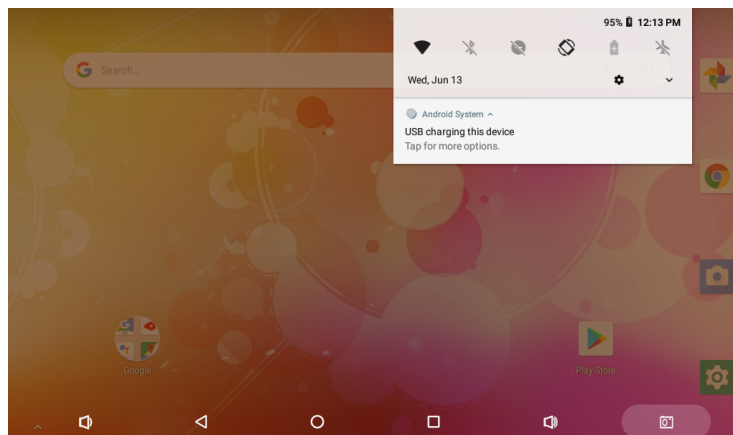 95% 12:13 PM
Search...
Wed, Jun 13
Android System
USB charging this device
Tap for more options.
Google
Play Store